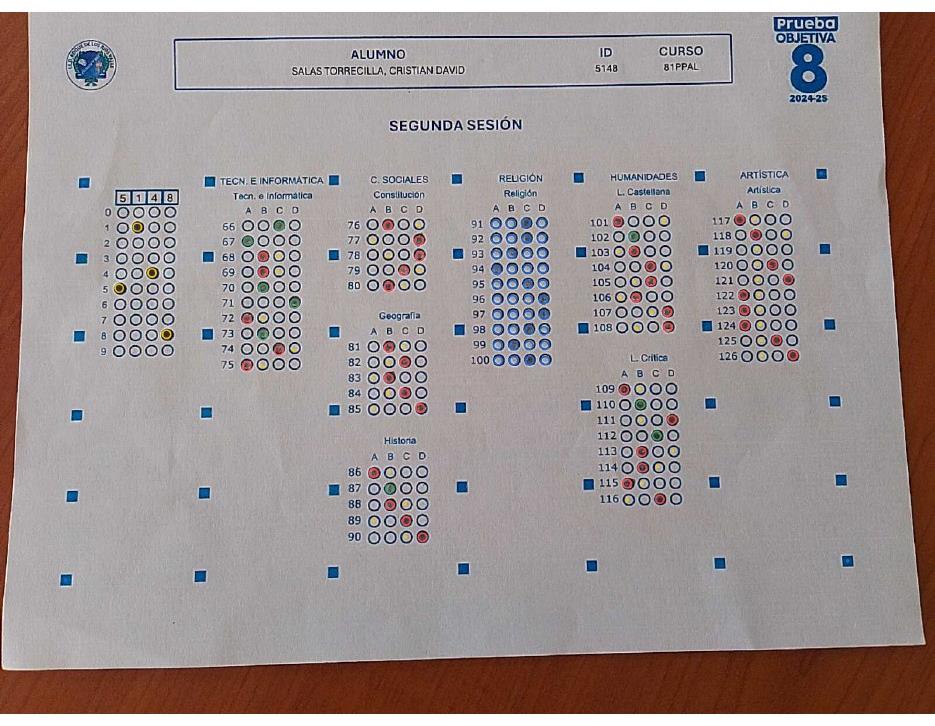 Prueba
OBJETIVA
8
2024-25
ALUMNO ID CURSO
SALAS TORRECILLA, CRISTIAN DAVID 5148 81PPAL
SEGUNDA SESIÓN
5 1 4 8
0
1
2
3
4
5
6
7
8
9
TECN. E INFORMÁTICA
Tecn. e Informática
A B C D
66
67
68
69
70
71
72
73
74
75
C. SOCIALES
Constitución
A B C D
76
77
78
79
80
Geografía
A B C D
81
82
83
84
85
Historia
A B C D
86
87
88
89
90
RELIGIÓN
Religión
A B C D
91
92
93
94
95
96
97
98
99
100
HUMANIDADES
L. Castellana
A B C D
101
102
103
104
105
106
107
108
L. Crítica
A B C D
109
110
111
112
113
114
115
116
ARTÍSTICA
Artística
A B C D
117
118
119
120
121
122
123
124
125
126